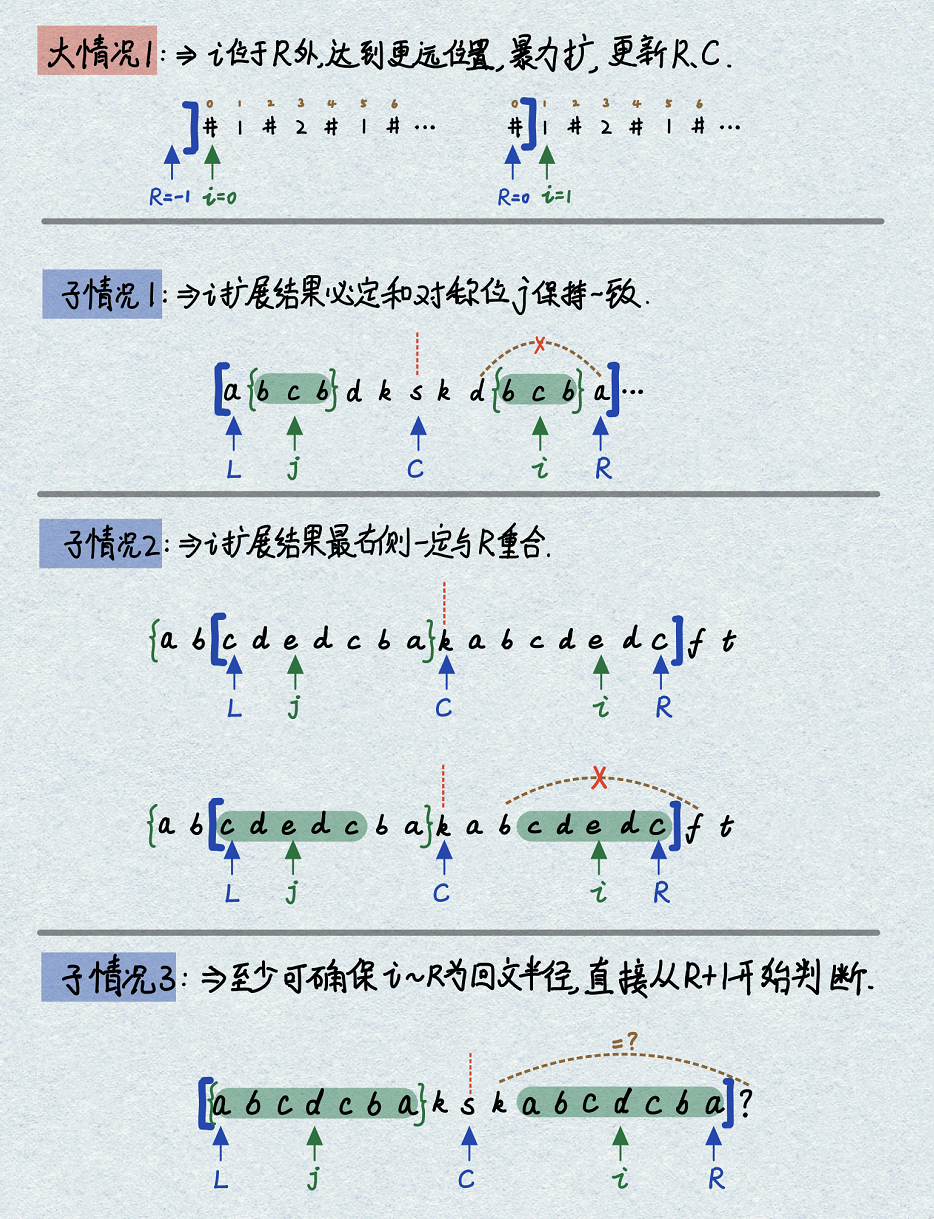 大情况1:⇒i位于R外,达到更远位置,暴力扩,更新R、C.
0 1 2 3 4 5 6 0 1 2 3 4 5 6
] # 1 # 2 # 1 # ··· # ] 1 # 2 # 1 # ···
R=-1 i=0 R=0 i=1
子情况1:⇒i扩展结果必定和对称位j保持一致.
x
[a{b c b}d k s k d{b c b}a]···
L j C i R
子情况2:⇒i扩展结果最右侧一定与R重合.
{a b[c d e d c b a}k a b c d e d c]f t
L j C i R
X
{a b[c d e d c b a}k a b c d e d c]f t
L j C i R
子情况3:⇒至少可确保i~R为回文半径,直接从R+1开始判断.
=?
[{a b c d c b a}k s k a b c d c b a]?
L j C i R